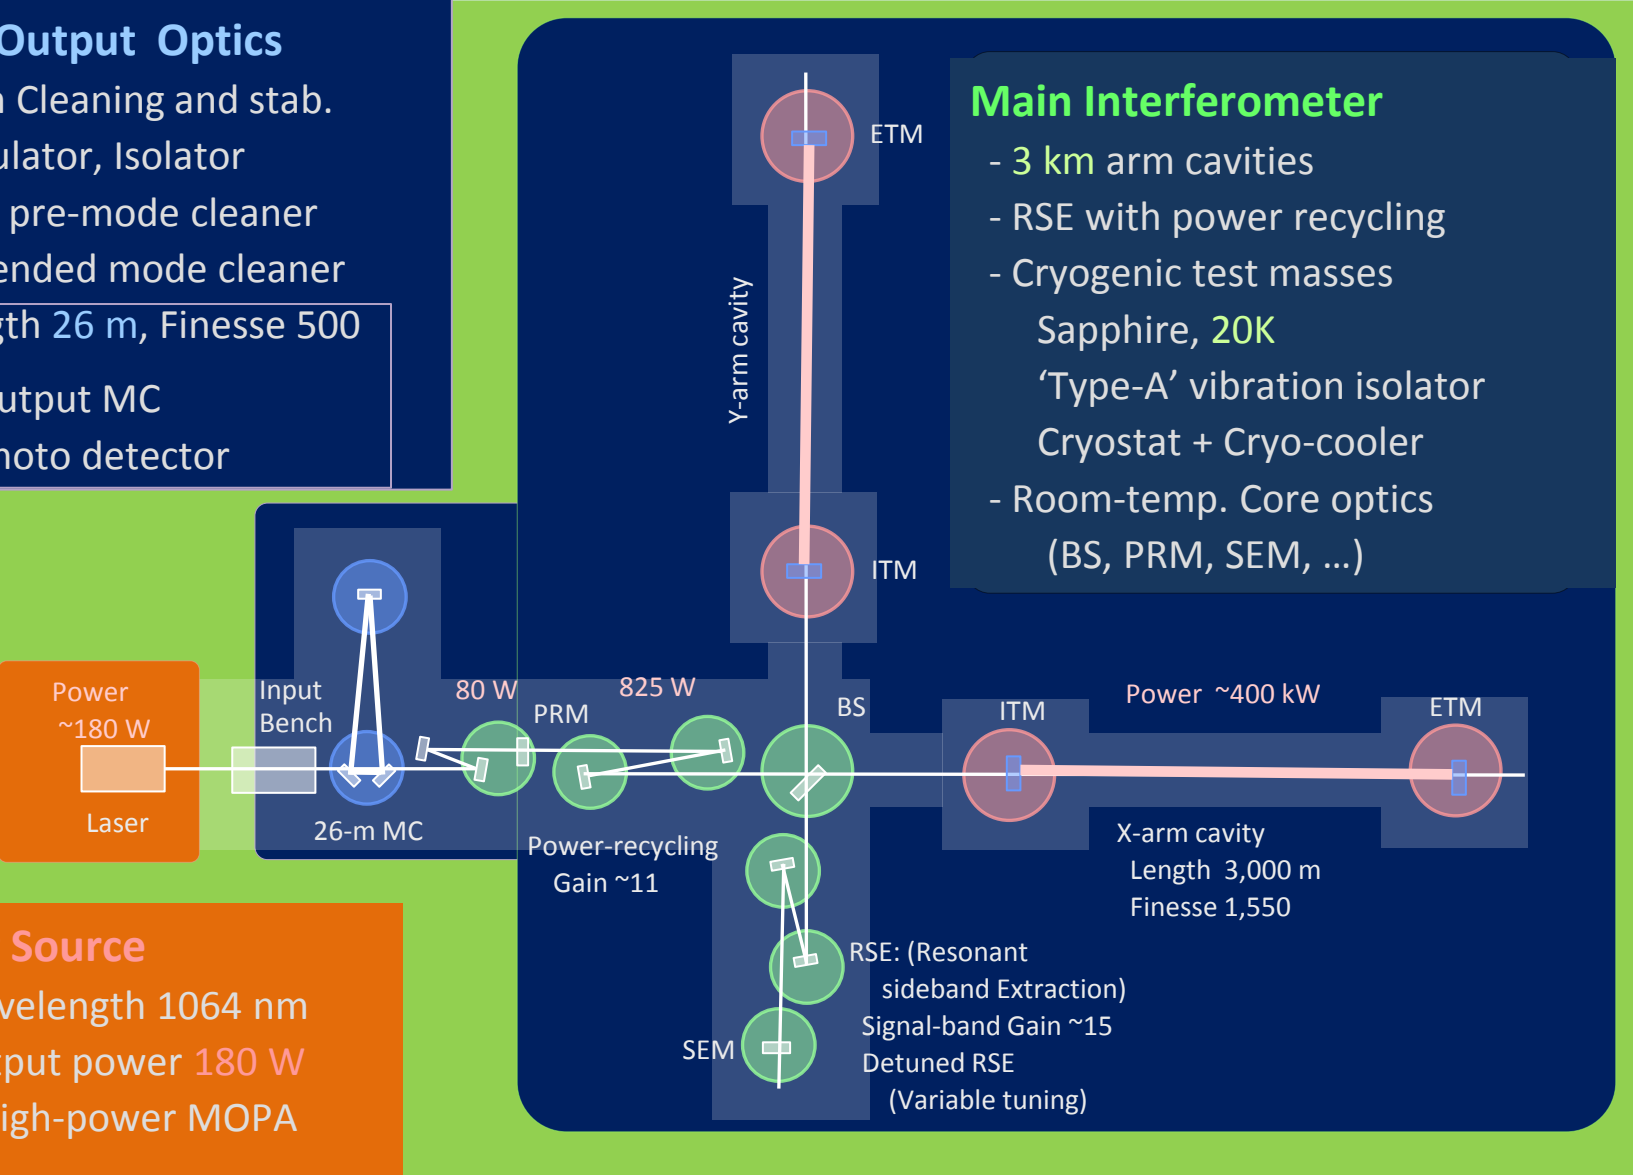 Output Optics
Cleaning and stab.
ulator, Isolator
pre-mode cleaner
ended mode cleaner
gth 26 m, Finesse 500
utput MC
hoto detector
Main Interferometer
- 3 km arm cavities
- RSE with power recycling
- Cryogenic test masses
Sapphire, 20K
‘Type-A’ vibration isolator
Cryostat + Cryo-cooler
- Room-temp. Core optics
(BS, PRM, SEM, …)
ETM
Y-arm cavity
ITM
Power
~180 W
Laser
Input
Bench
26-m MC
80 W
PRM
825 W
BS
ITM
Power ~400 kW
ETM
Power-recycling
Gain ~11
X-arm cavity
Length 3,000 m
Finesse 1,550
RSE: (Resonant
sideband Extraction)
Signal-band Gain ~15
Detuned RSE
(Variable tuning)
SEM
Source
velength 1064 nm
tput power 180 W
igh-power MOPA